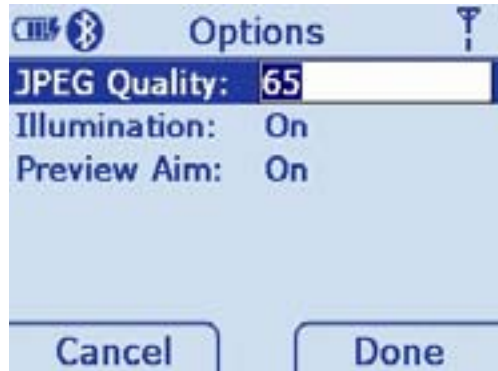 Options
JPEG Quality: 65
Illumination: On
Preview Aim: On
Cancel Done